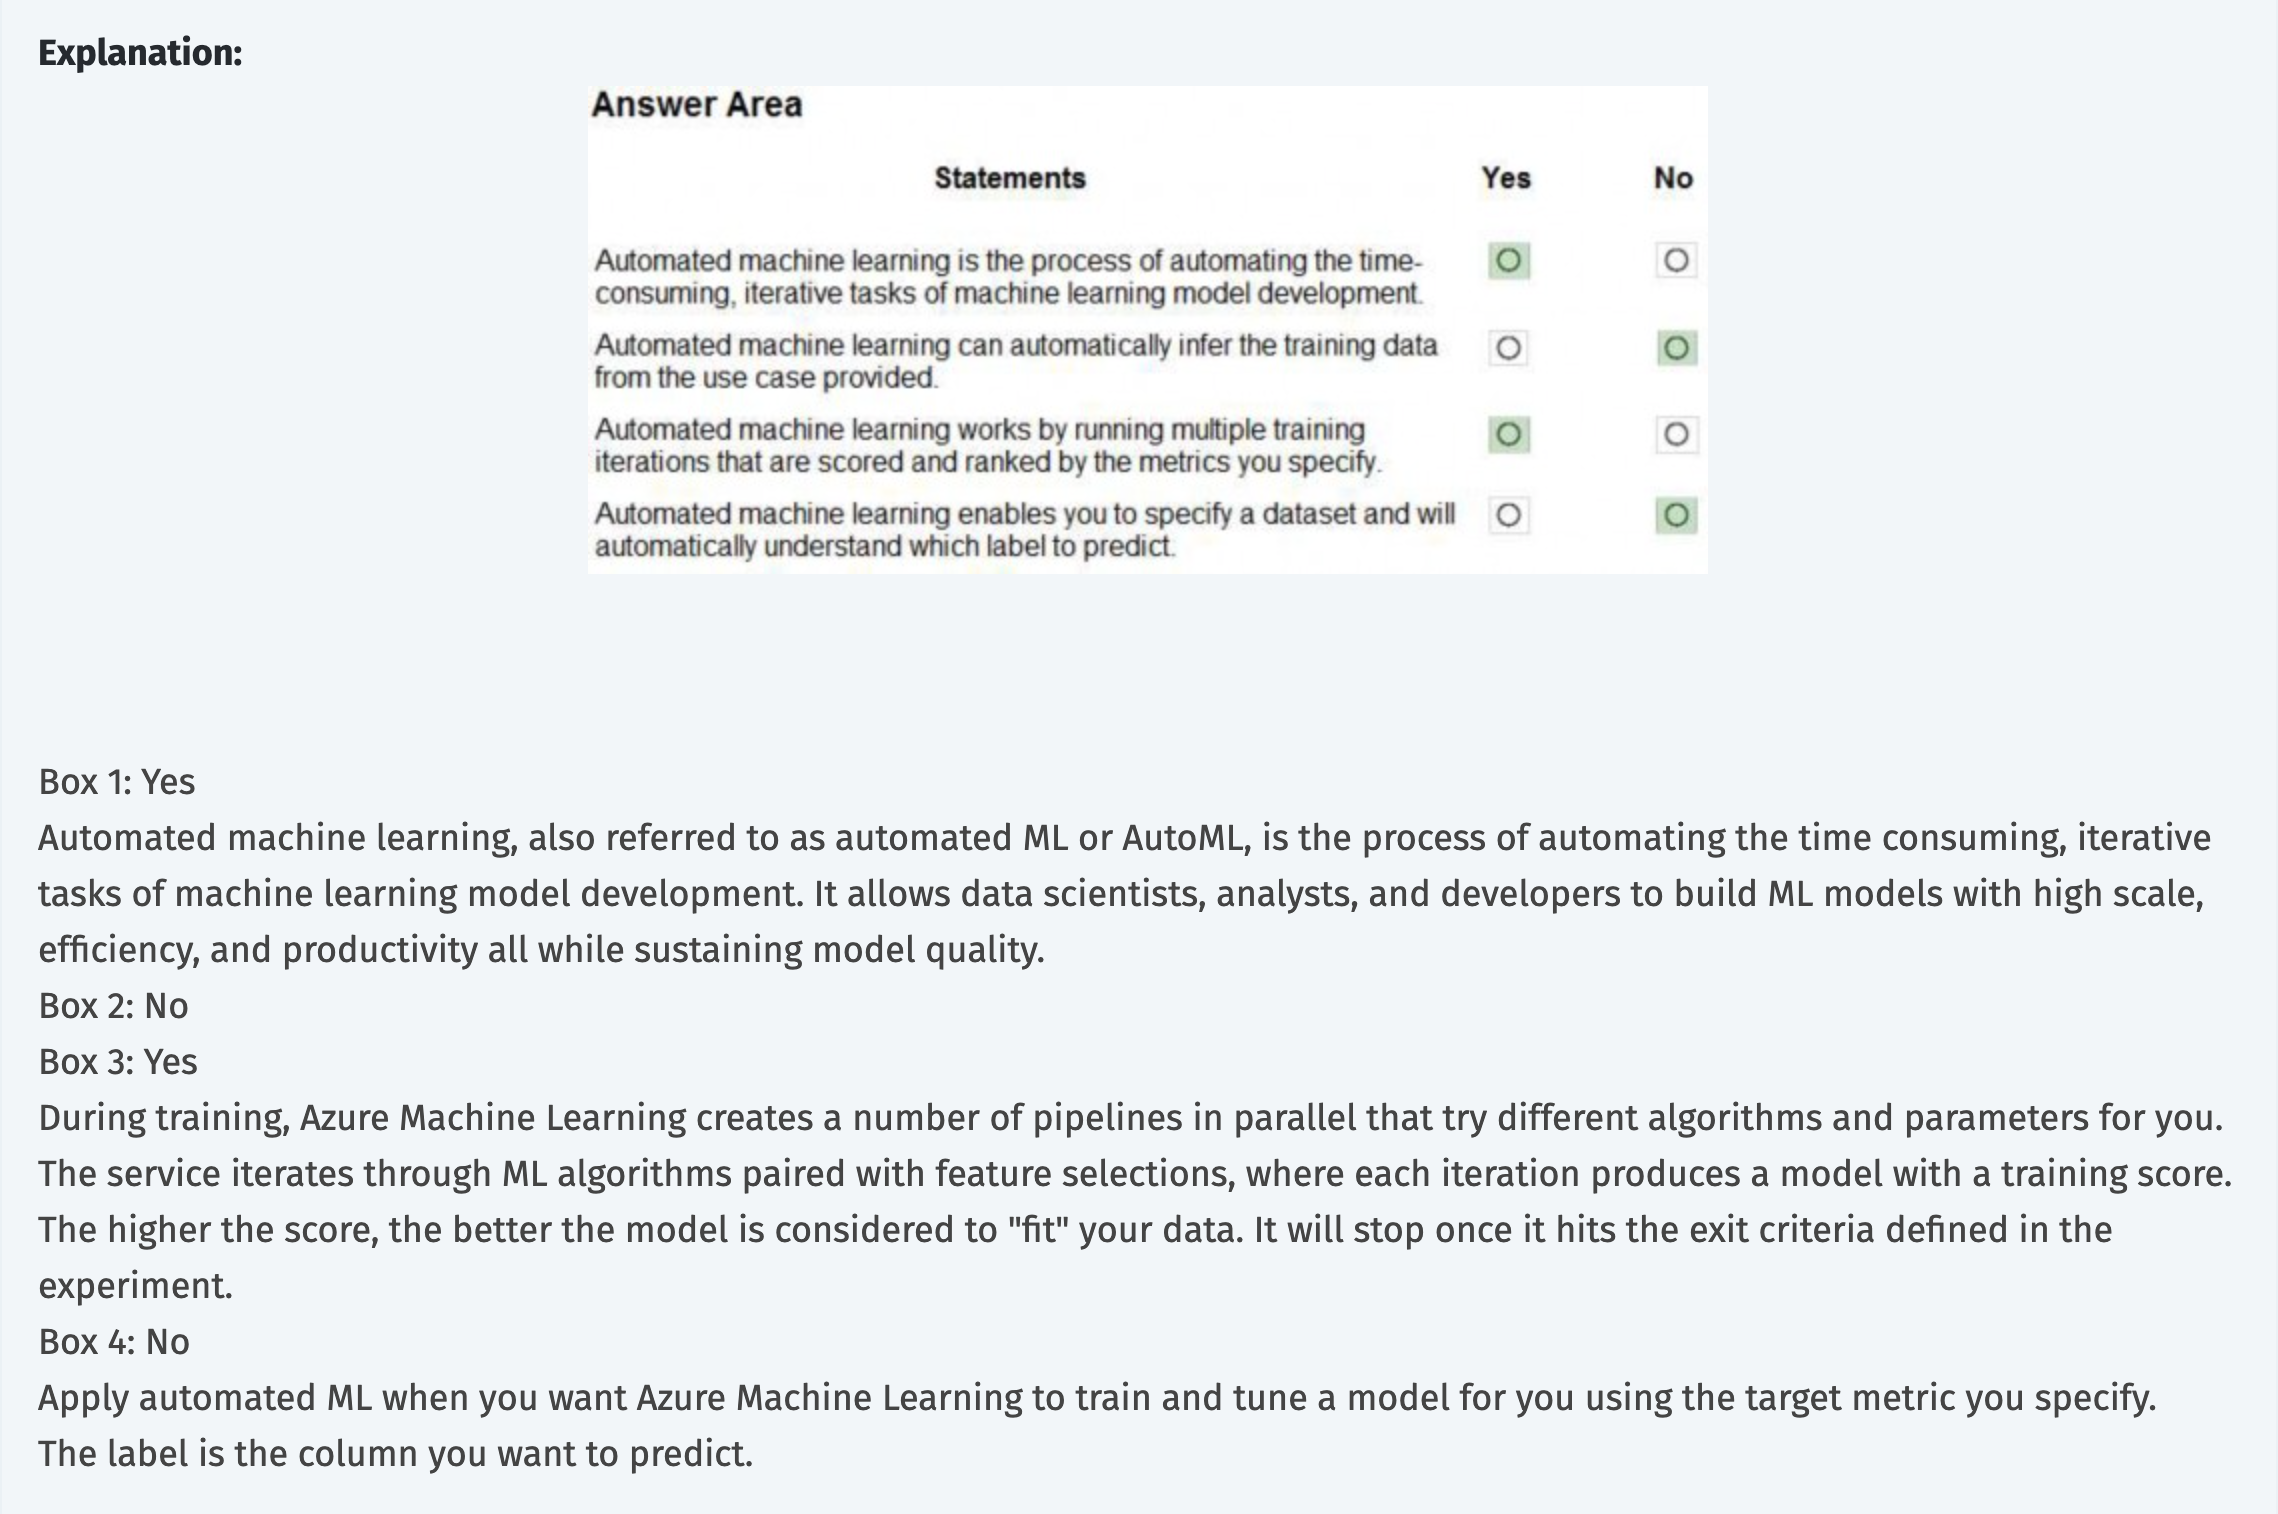 Explanation:
Answer Area
Statements Yes No
Automated machine learning is the process of automating the time-
consuming, iterative tasks of machine learning model development.
Automated machine learning can automatically infer the training data
from the use case provided.
Automated machine learning works by running multiple training
iterations that are scored and ranked by the metrics you specify.
Automated machine learning enables you to specify a dataset and will
automatically understand which label to predict.
Box 1: Yes
Automated machine learning, also referred to as automated ML or AutoML, is the process of automating the time consuming, iterative
tasks of machine learning model development. It allows data scientists, analysts, and developers to build ML models with high scale,
efficiency, and productivity all while sustaining model quality.
Box 2: No
Box 3: Yes
During training, Azure Machine Learning creates a number of pipelines in parallel that try different algorithms and parameters for you.
The service iterates through ML algorithms paired with feature selections, where each iteration produces a model with a training score.
The higher the score, the better the model is considered to "fit" your data. It will stop once it hits the exit criteria defined in the
experiment.
Box 4: No
Apply automated ML when you want Azure Machine Learning to train and tune a model for you using the target metric you specify.
The label is the column you want to predict.